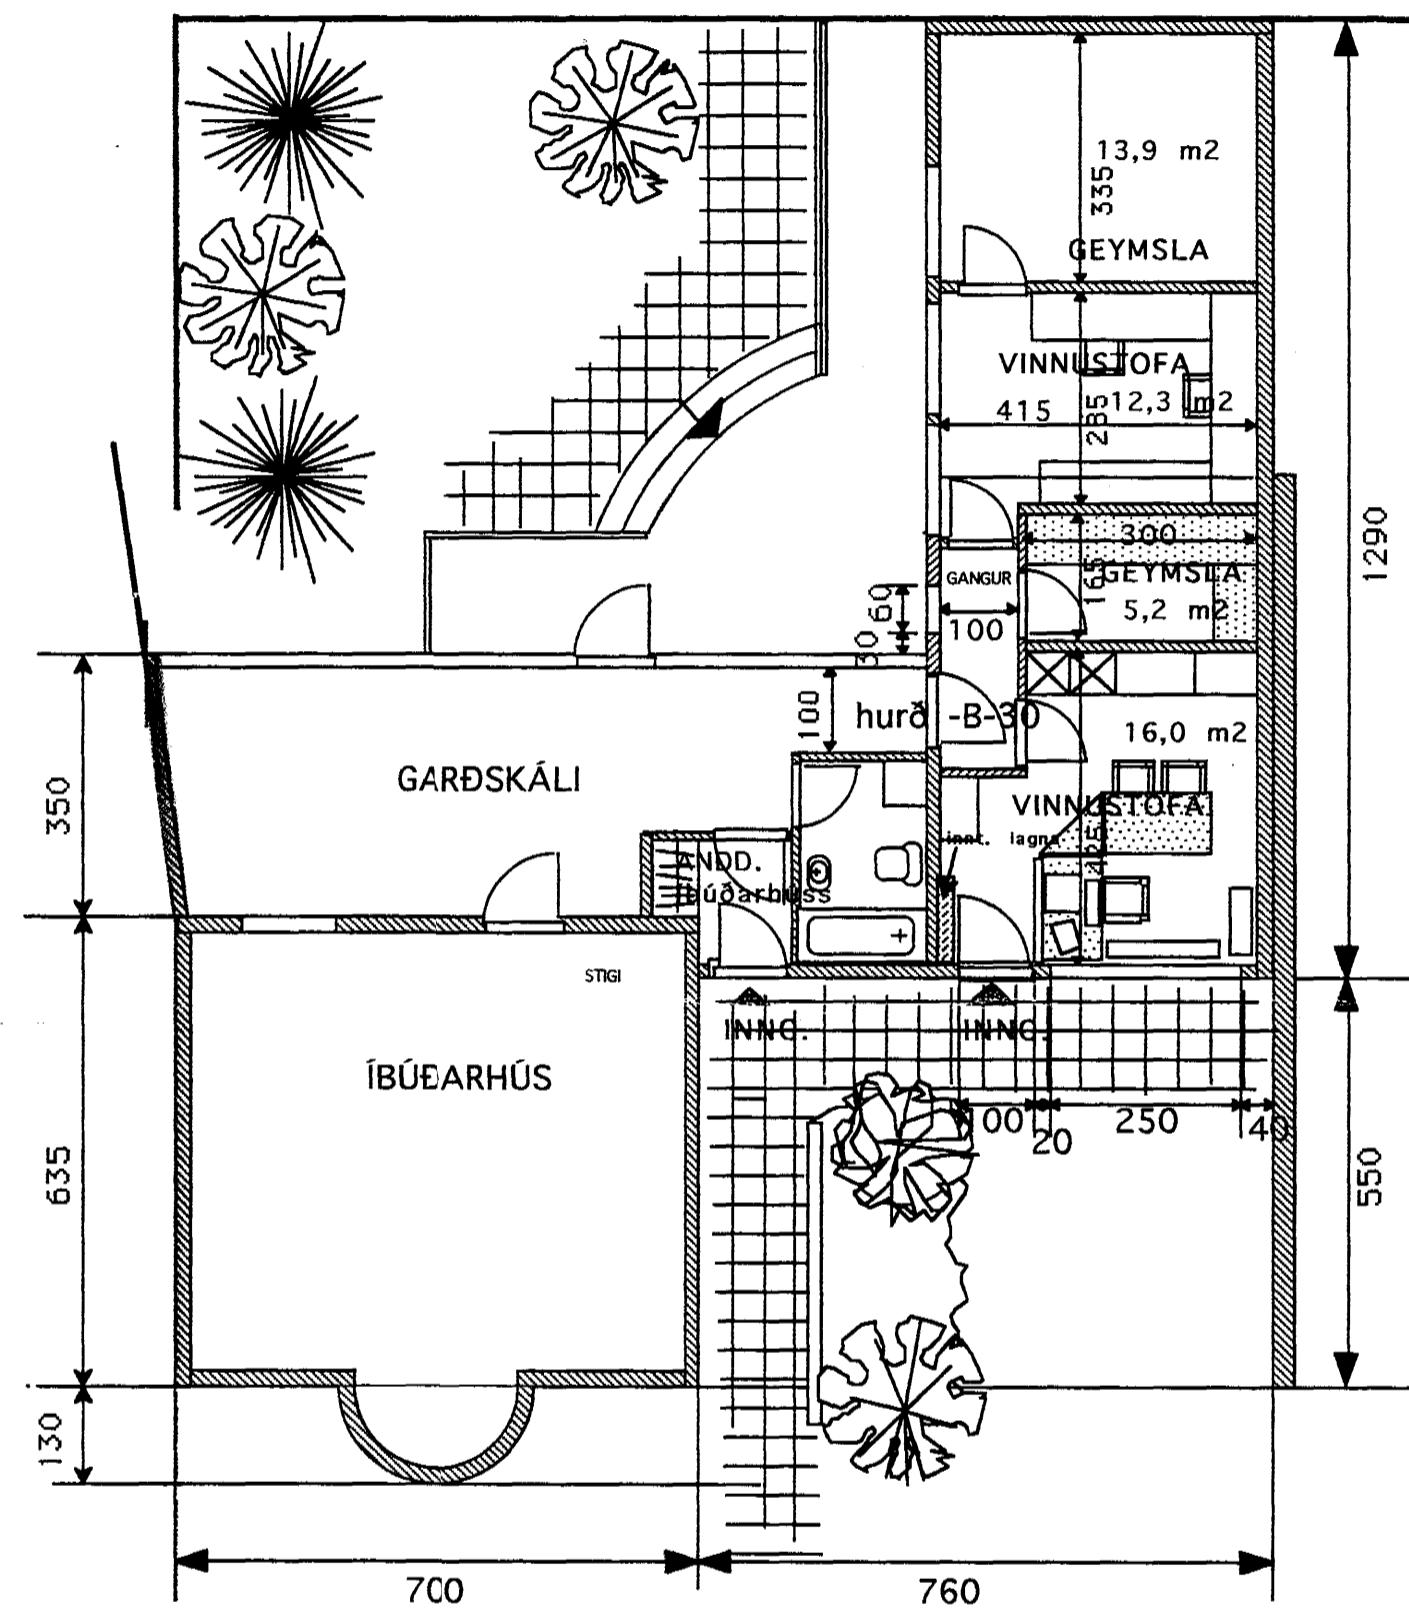 13,9 m2
335
GEYMSLA
VINNUSTOFA
415
285
12,3 m2
1290
300
GANGUR
165
GEYMSLA
5,2 m2
60
100
30
100
hurð -B-30
16,0 m2
GARÐSKÁLI
350
VINNUSTOFA
innt. lagna
ANDD.
íbúðarhúss
STIGI
INNG.
INNG.
ÍBÚÐARHÚS
100
20
250
40
635
550
130
700
760